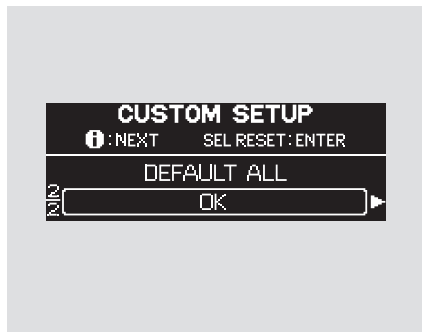 CUSTOM SETUP
i:NEXT SEL RESET:ENTER
DEFAULT ALL
2/2 OK